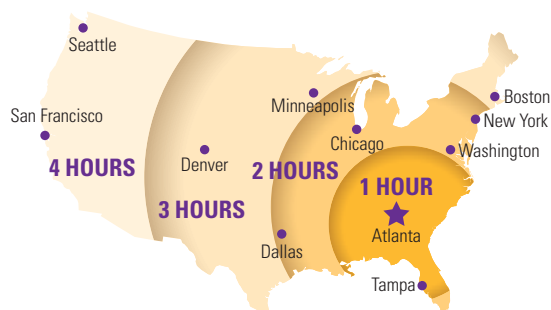 Seattle
Boston
Minneapolis
San Francisco
New York
Chicago
Washington
Denver
4 HOURS
2 HOURS
1 HOUR
3 HOURS
Atlanta
Dallas
Tampa